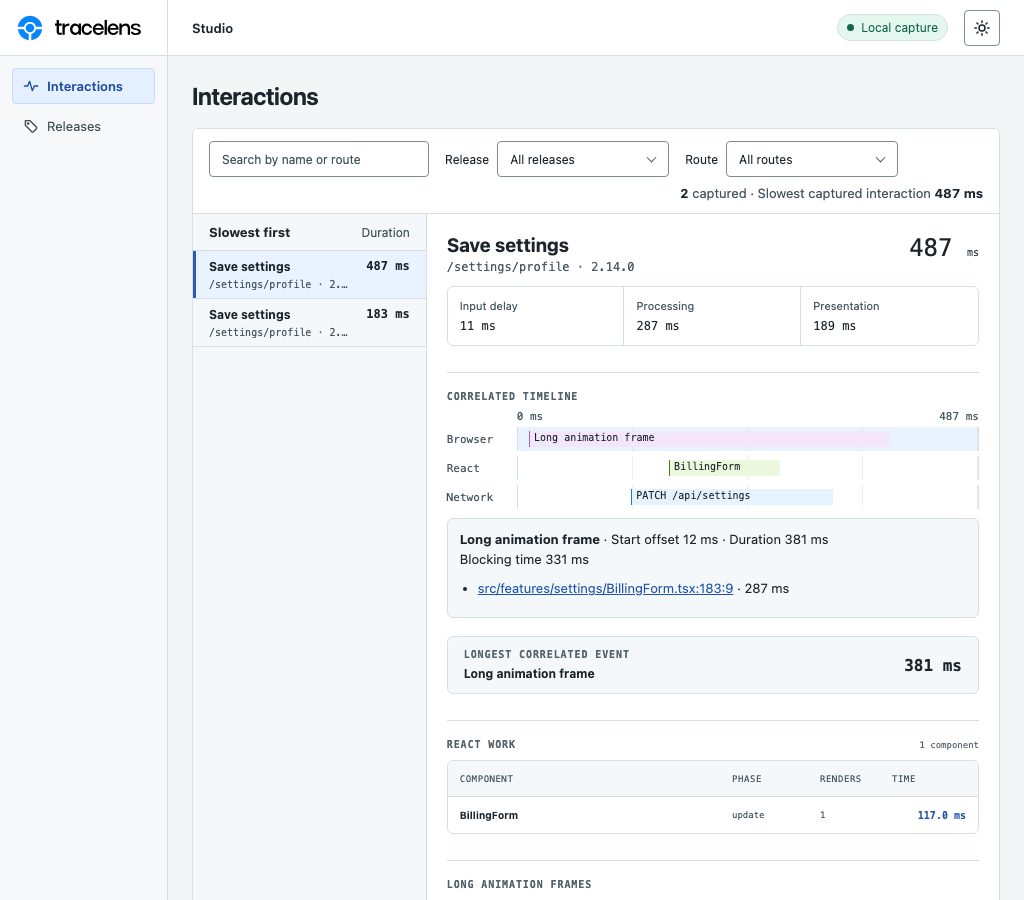 tracelens
Studio
Local capture
Interactions
Releases
Interactions
Search by name or route
Release
All releases
Route
All routes
2 captured · Slowest captured interaction 487 ms
Slowest first
Duration
Save settings
487 ms
/settings/profile · 2.…
Save settings
183 ms
/settings/profile · 2.…
Save settings
487 ms
/settings/profile · 2.14.0
Input delay
11 ms
Processing
287 ms
Presentation
189 ms
CORRELATED TIMELINE
0 ms
487 ms
Browser
Long animation frame
React
BillingForm
Network
PATCH /api/settings
Long animation frame · Start offset 12 ms · Duration 381 ms
Blocking time 331 ms
• src/features/settings/BillingForm.tsx:183:9 · 287 ms
LONGEST CORRELATED EVENT
Long animation frame
381 ms
REACT WORK
1 component
COMPONENT PHASE RENDERS TIME
BillingForm update 1 117.0 ms
LONG ANIMATION FRAMES